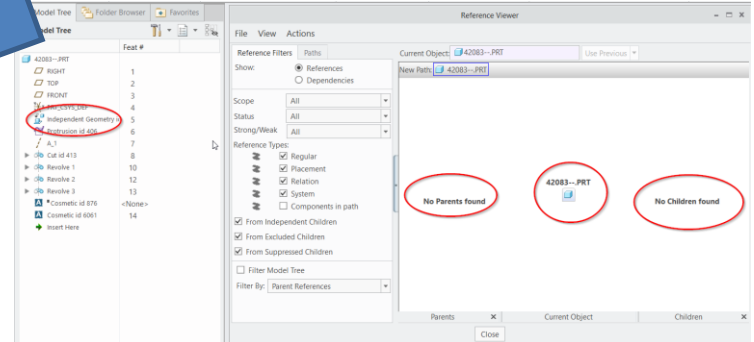 Model Tree Folder Browser Favorites
Model Tree
Feat #
42083--.PRT
RIGHT 1
TOP 2
FRONT 3
4
Independent Geometry 5
Protrusion id 406 6
A_1 7
Cut id 413 8
Revolve 1 10
Revolve 2 12
Revolve 3 13
*Cosmetic id 876 <None>
Cosmetic id 6061 14
Insert Here
Reference Viewer
File View Actions
Reference Filters Paths
Show: References
Dependencies
Scope All
Status All
Strong/Weak All
Reference Types:
Regular
Placement
Relation
System
Components in path
From Independent Children
From Excluded Children
From Suppressed Children
Filter Model Tree
Filter By: Parent References
Current Object: 42083--.PRT Use Previous
New Path: 42083--.PRT
No Parents found
42083--.PRT
No Children found
Parents Current Object Children
Close